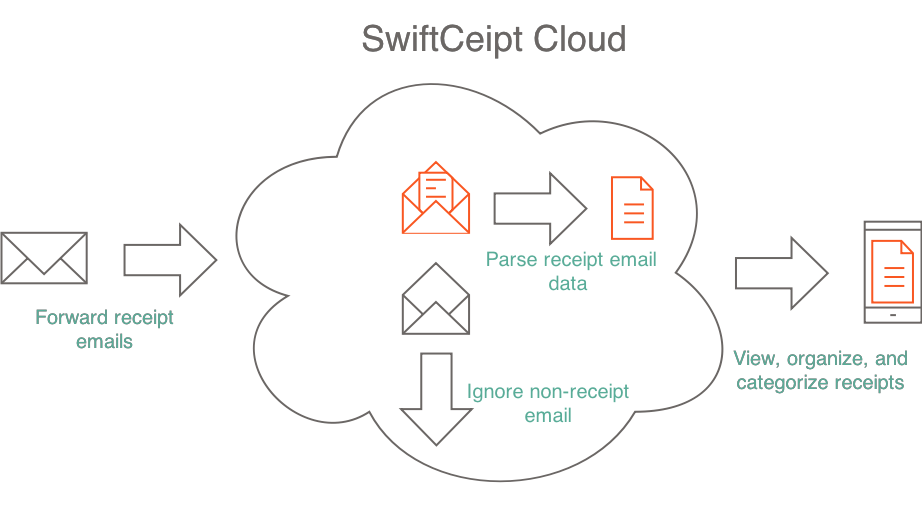 SwiftCeipt Cloud
Parse receipt email
data
Forward receipt
emails
Ignore non-receipt
email
View, organize, and
categorize receipts